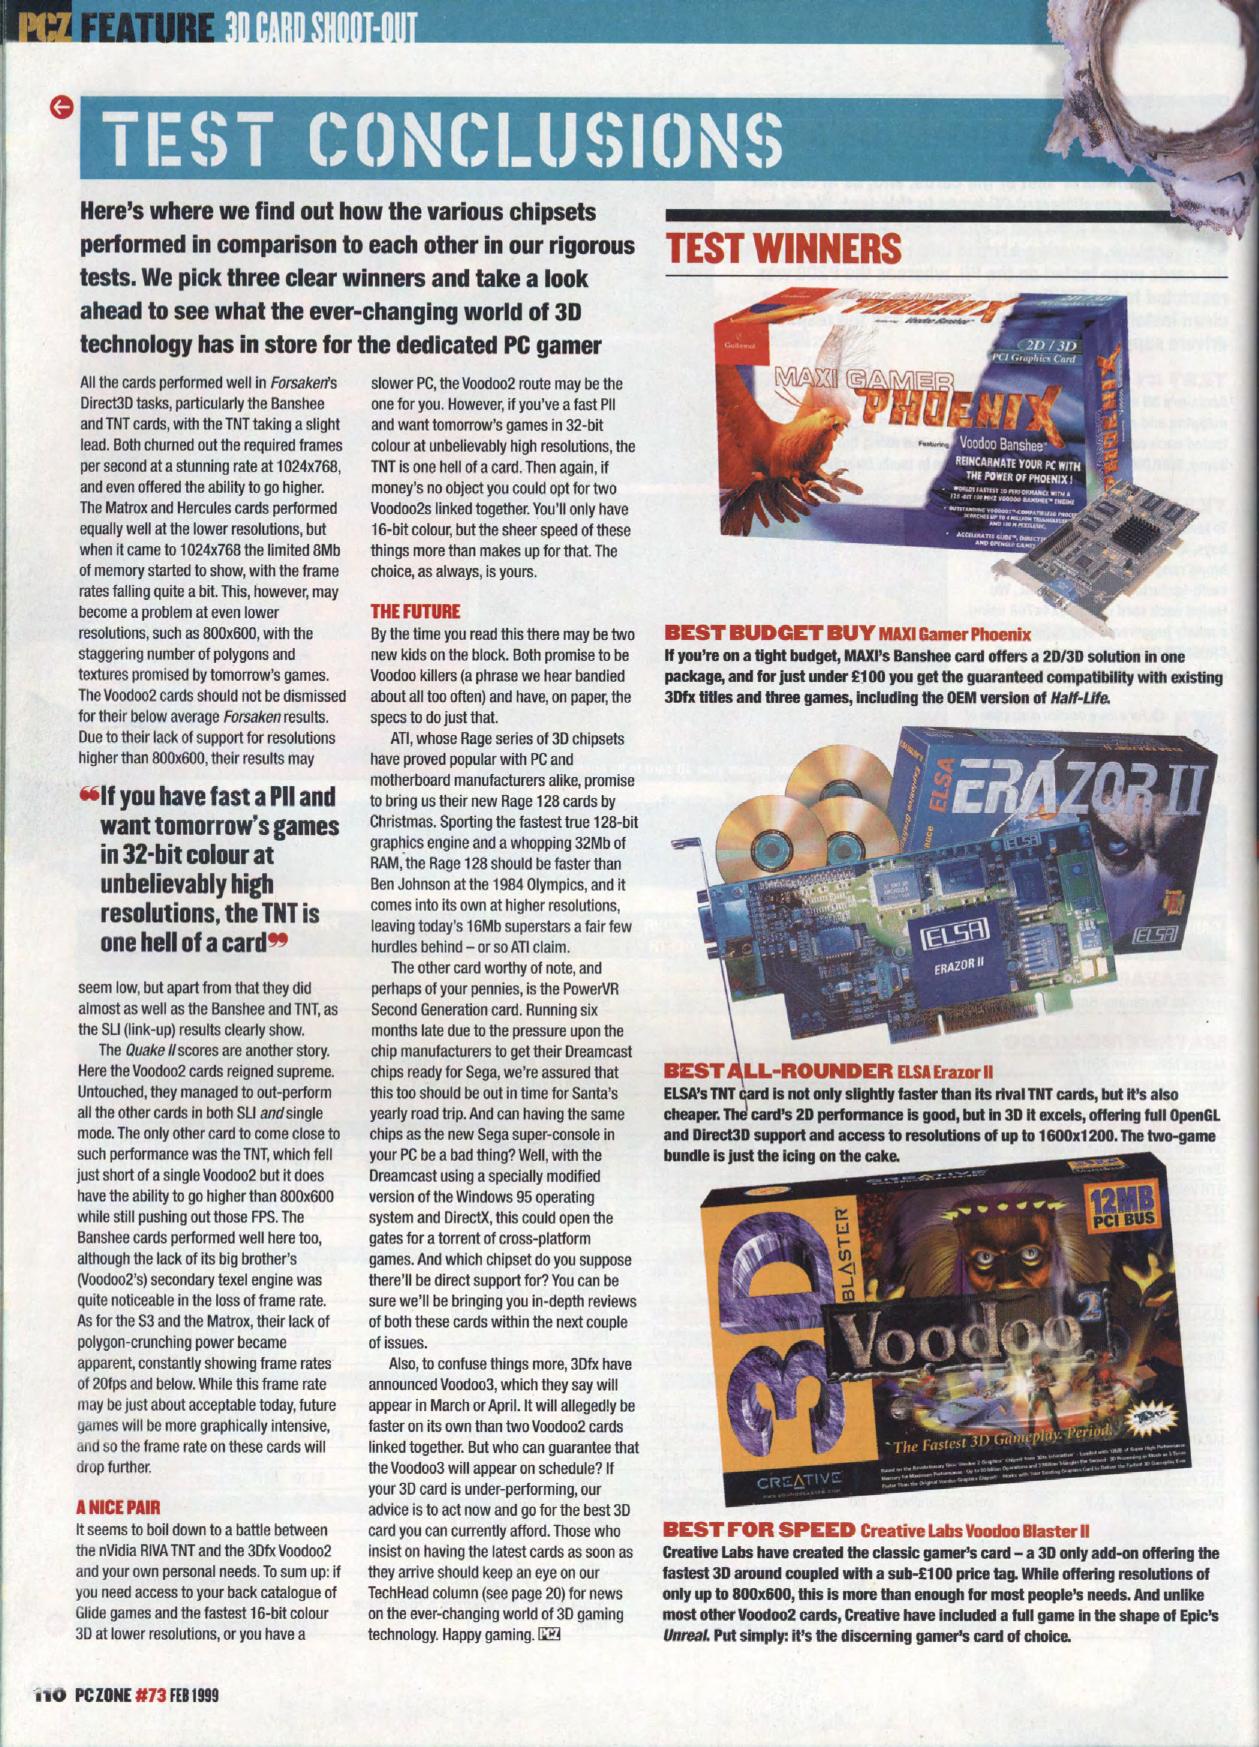 PCZ FEATURE 3D CARD SHOOT-OUT
TEST CONCLUSIONS
Here's where we find out how the various chipsets
performed in comparison to each other in our rigorous
tests. We pick three clear winners and take a look
ahead to see what the ever-changing world of 3D
technology has in store for the dedicated PC gamer
All the cards performed well in Forsaken's
Direct3D tasks, particularly the Banshee
and TNT cards, with the TNT taking a slight
lead. Both churned out the required frames
per second at a stunning rate at 1024x768,
and even offered the ability to go higher.
The Matrox and Hercules cards performed
equally well at the lower resolutions, but
when it came to 1024x768 the limited 8Mb
of memory started to show, with the frame
rates falling quite a bit. This, however, may
become a problem at even lower
resolutions, such as 800x600, with the
staggering number of polygons and
textures promised by tomorrow's games.
The Voodoo2 cards should not be dismissed
for their below average Forsaken results.
Due to their lack of support for resolutions
higher than 800x600, their results may
❝If you have fast a PII and
want tomorrow's games
in 32-bit colour at
unbelievably high
resolutions, the TNT is
one hell of a card❞
seem low, but apart from that they did
almost as well as the Banshee and TNT, as
the SLI (link-up) results clearly show.
The Quake II scores are another story.
Here the Voodoo2 cards reigned supreme.
Untouched, they managed to out-perform
all the other cards in both SLI and single
mode. The only other card to come close to
such performance was the TNT, which fell
just short of a single Voodoo2 but it does
have the ability to go higher than 800x600
while still pushing out those FPS. The
Banshee cards performed well here too,
although the lack of its big brother's
(Voodoo2's) secondary texel engine was
quite noticeable in the loss of frame rate.
As for the S3 and the Matrox, their lack of
polygon-crunching power became
apparent, constantly showing frame rates
of 20fps and below. While this frame rate
may be just about acceptable today, future
games will be more graphically intensive,
and so the frame rate on these cards will
drop further.
A NICE PAIR
It seems to boil down to a battle between
the nVidia RIVA TNT and the 3Dfx Voodoo2
and your own personal needs. To sum up: if
you need access to your back catalogue of
Glide games and the fastest 16-bit colour
3D at lower resolutions, or you have a
slower PC, the Voodoo2 route may be the
one for you. However, if you've a fast PII
and want tomorrow's games in 32-bit
colour at unbelievably high resolutions, the
TNT is one hell of a card. Then again, if
money's no object you could opt for two
Voodoo2s linked together. You'll only have
16-bit colour, but the sheer speed of these
things more than makes up for that. The
choice, as always, is yours.
THE FUTURE
By the time you read this there may be two
new kids on the block. Both promise to be
Voodoo killers (a phrase we hear bandied
about all too often) and have, on paper, the
specs to do just that.
ATI, whose Rage series of 3D chipsets
have proved popular with PC and
motherboard manufacturers alike, promise
to bring us their new Rage 128 cards by
Christmas. Sporting the fastest true 128-bit
graphics engine and a whopping 32Mb of
RAM, the Rage 128 should be faster than
Ben Johnson at the 1984 Olympics, and it
comes into its own at higher resolutions,
leaving today's 16Mb superstars a fair few
hurdles behind – or so ATI claim.
The other card worthy of note, and
perhaps of your pennies, is the PowerVR
Second Generation card. Running six
months late due to the pressure upon the
chip manufacturers to get their Dreamcast
chips ready for Sega, we're assured that
this too should be out in time for Santa's
yearly road trip. And can having the same
chips as the new Sega super-console in
your PC be a bad thing? Well, with the
Dreamcast using a specially modified
version of the Windows 95 operating
system and DirectX, this could open the
gates for a torrent of cross-platform
games. And which chipset do you suppose
there'll be direct support for? You can be
sure we'll be bringing you in-depth reviews
of both these cards within the next couple
of issues.
Also, to confuse things more, 3Dfx have
announced Voodoo3, which they say will
appear in March or April. It will allegedly be
faster on its own than two Voodoo2 cards
linked together. But who can guarantee that
the Voodoo3 will appear on schedule? If
your 3D card is under-performing, our
advice is to act now and go for the best 3D
card you can currently afford. Those who
insist on having the latest cards as soon as
they arrive should keep an eye on our
TechHead column (see page 20) for news
on the ever-changing world of 3D gaming
technology. Happy gaming. PCZ
TEST WINNERS
Guillemot
2D / 3D
PCI Graphics Card
MAXI GAMER
PHOENIX
Featuring Voodoo Banshee™
REINCARNATE YOUR PC WITH
THE POWER OF PHOENIX !
BEST BUDGET BUY MAXI Gamer Phoenix
If you're on a tight budget, MAXI's Banshee card offers a 2D/3D solution in one
package, and for just under £100 you get the guaranteed compatibility with existing
3Dfx titles and three games, including the OEM version of Half-Life.
ELSA
ERAZOR II
ELSA
ELSA
ERAZOR II
ELSA
BEST ALL-ROUNDER ELSA Erazor II
ELSA's TNT card is not only slightly faster than its rival TNT cards, but it's also
cheaper. The card's 2D performance is good, but in 3D it excels, offering full OpenGL
and Direct3D support and access to resolutions of up to 1600x1200. The two-game
bundle is just the icing on the cake.
CREATIVE
12MB
PCI BUS
3D
BLASTER
Voodoo²
The Fastest 3D Gameplay. Period.
CREATIVE
BEST FOR SPEED Creative Labs Voodoo Blaster II
Creative Labs have created the classic gamer's card – a 3D only add-on offering the
fastest 3D around coupled with a sub-£100 price tag. While offering resolutions of
only up to 800x600, this is more than enough for most people's needs. And unlike
most other Voodoo2 cards, Creative have included a full game in the shape of Epic's
Unreal. Put simply: it's the discerning gamer's card of choice.
110 PC ZONE #73 FEB 1999